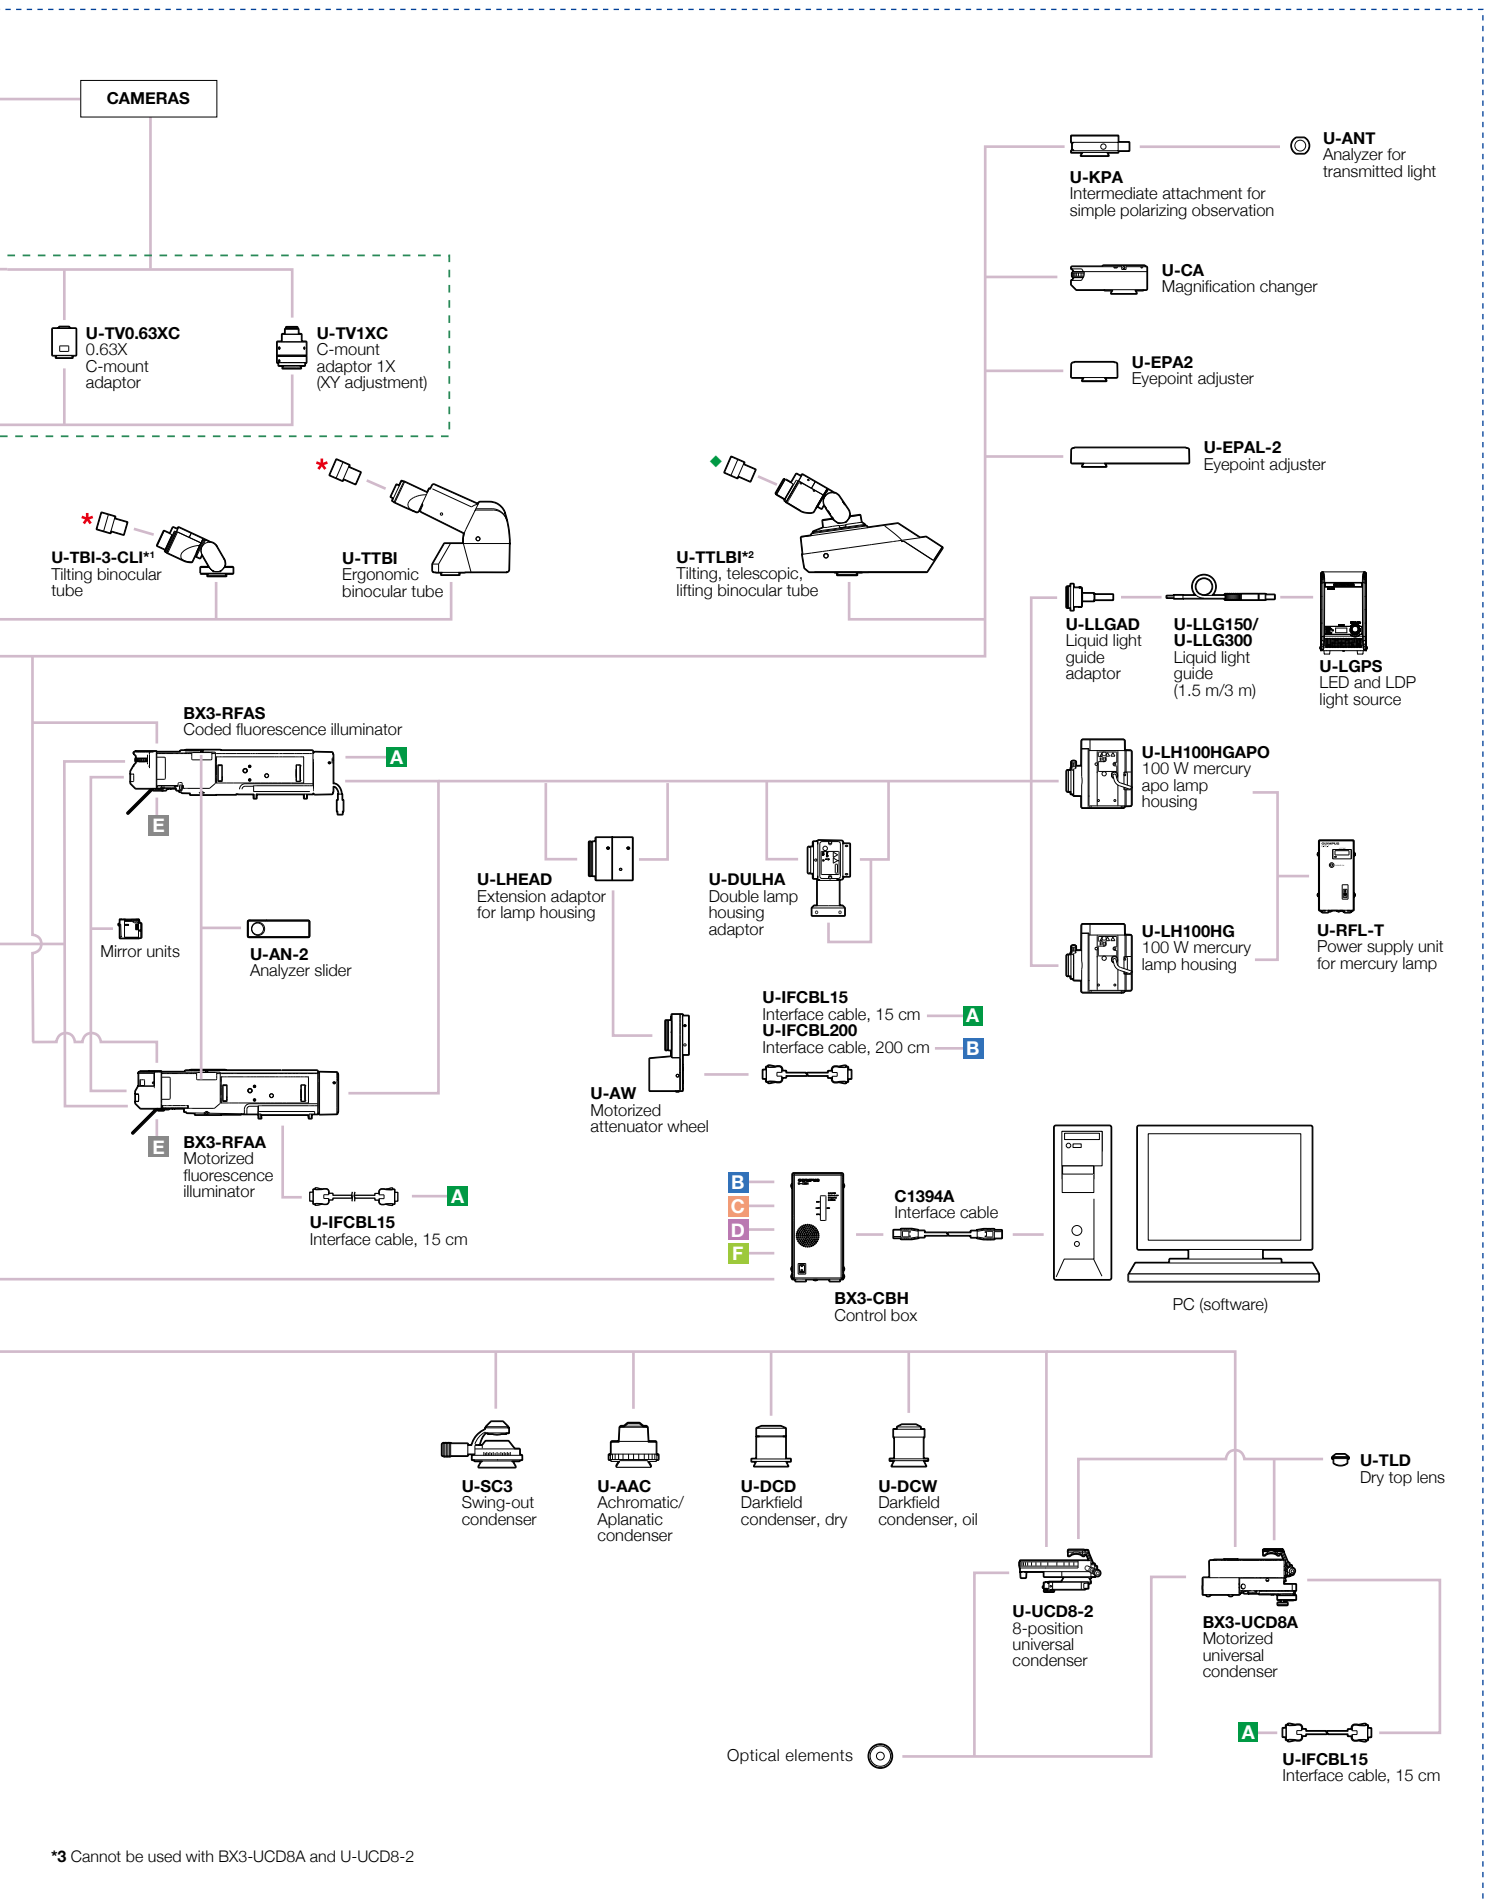 CAMERAS
U-ANT
Analyzer for
transmitted light
U-KPA
Intermediate attachment for
simple polarizing observation
U-CA
Magnification changer
U-TV0.63XC
0.63X
C-mount
adaptor
U-TV1XC
C-mount
adaptor 1X
(XY adjustment)
U-EPA2
Eyepoint adjuster
U-EPAL-2
Eyepoint adjuster
*
*
U-TBI-3-CLI*1
Tilting binocular
tube
U-TTBI
Ergonomic
binocular tube
U-TTLBI*2
Tilting, telescopic,
lifting binocular tube
U-LLGAD
Liquid light
guide
adaptor
U-LLG150/
U-LLG300
Liquid light
guide
(1.5 m/3 m)
U-LGPS
LED and LDP
light source
BX3-RFAS
Coded fluorescence illuminator
A
E
U-LH100HGAPO
100 W mercury
apo lamp
housing
U-LHEAD
Extension adaptor
for lamp housing
U-DULHA
Double lamp
housing
adaptor
OLYMPUS
U-RFL-T
Power supply unit
for mercury lamp
U-LH100HG
100 W mercury
lamp housing
Mirror units
U-AN-2
Analyzer slider
U-IFCBL15
Interface cable, 15 cm
A
U-IFCBL200
Interface cable, 200 cm
B
U-AW
Motorized
attenuator wheel
E
BX3-RFAA
Motorized
fluorescence
illuminator
A
U-IFCBL15
Interface cable, 15 cm
B
C
D
F
C1394A
Interface cable
BX3-CBH
Control box
PC (software)
U-SC3
Swing-out
condenser
U-AAC
Achromatic/
Aplanatic
condenser
U-DCD
Darkfield
condenser, dry
U-DCW
Darkfield
condenser, oil
U-TLD
Dry top lens
U-UCD8-2
8-position
universal
condenser
BX3-UCD8A
Motorized
universal
condenser
A
U-IFCBL15
Interface cable, 15 cm
Optical elements
*3 Cannot be used with BX3-UCD8A and U-UCD8-2